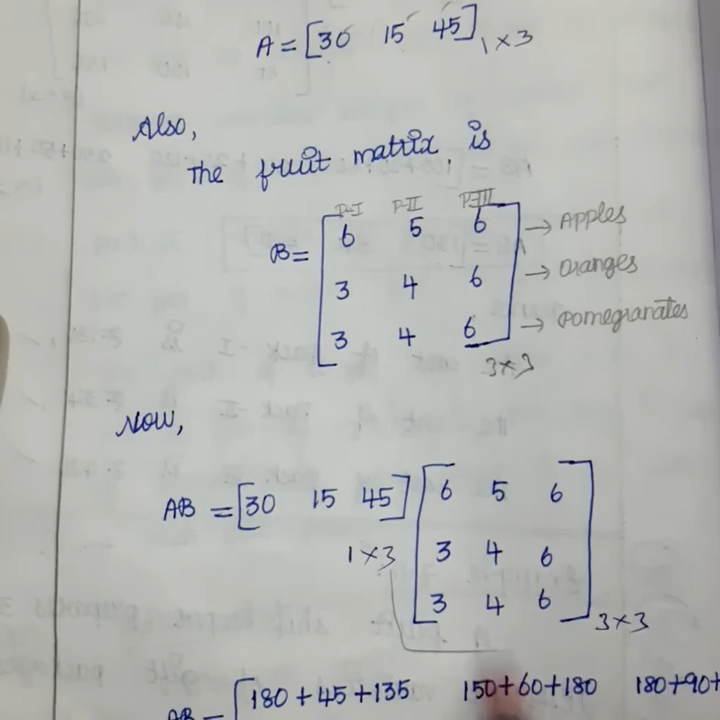 A = [30 15 45] 1×3
Also,
The fruit matrix is
P-I P-II P-III
B = [6 5 6 → Apples
3 4 6 → Oranges
3 4 6] → Pomegranates
3×3
Now,
AB = [30 15 45] [6 5 6
1×3 3 4 6
3 4 6] 3×3
AB = [180+45+135 150+60+180 180+90+